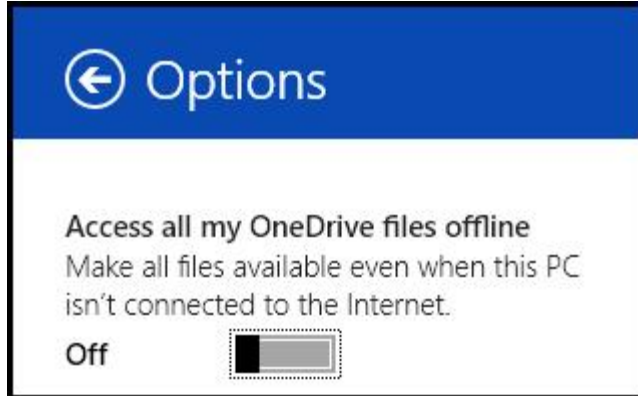 Options
Access all my OneDrive files offline
Make all files available even when this PC
isn't connected to the Internet.
Off